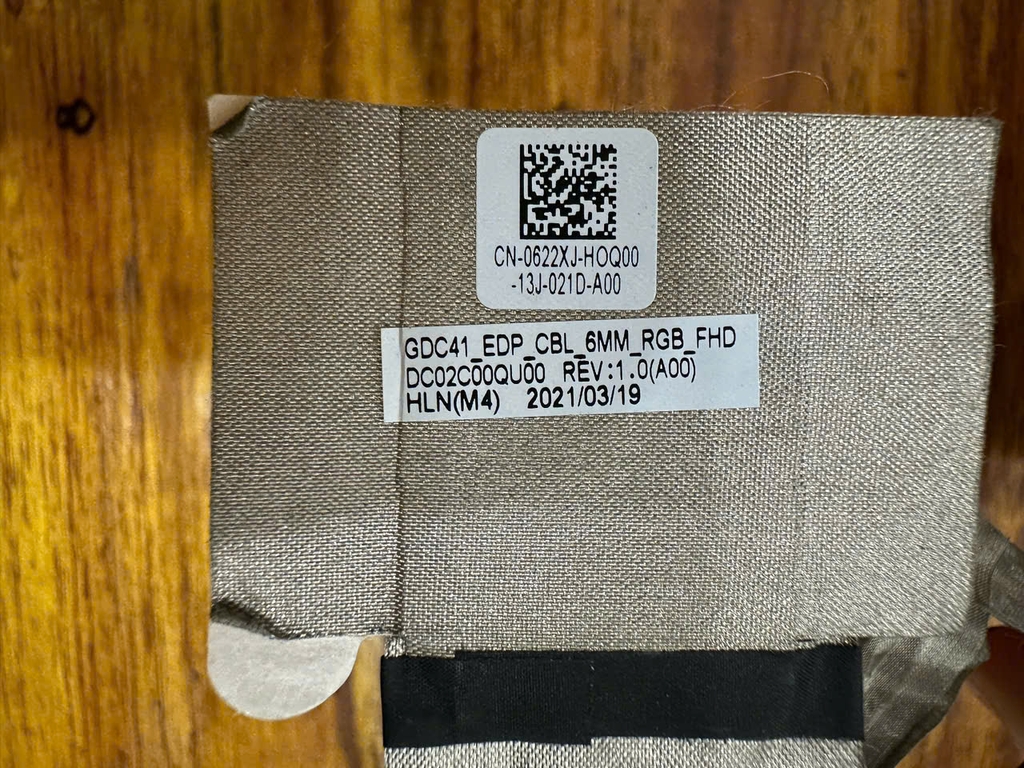 CN-0622XJ-HOQ00
-13J-021D-A00
GDC41_EDP_CBL_6MM_RGB_FHD
DC02C00QU00 REV:1.0(A00)
HLN(M4) 2021/03/19